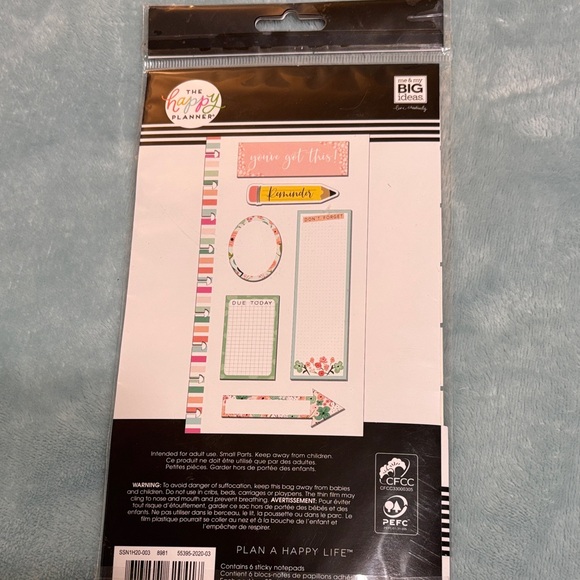 THE
happy
PLANNER®
me & my
BIG
ideas
you've got this!
Reminder
DON'T FORGET
DUE TODAY
Intended for adult use. Small Parts. Keep away from children.
Ce produit ne doit être utilisé que par des adultes.
Petites pièces. Garder hors de portée des enfants.
WARNING: To avoid danger of suffocation, keep this bag away from babies
and children. Do not use in cribs, beds, carriages or playpens. The thin film may
cling to nose and mouth and prevent breathing. AVERTISSEMENT: Pour éviter
tout risque d'étouffement, garder ce sac hors de portée des bébés et des
enfants. Ne pas utiliser dans le berceau, le lit, la poussette ou dans le parc. Le
film plastique pourrait se coller au nez et à la bouche de l'enfant et
l'empêcher de respirer.
CFCC
PEFC
PLAN A HAPPY LIFE™
SSN1H20-003 8981 55395-2020-03
Contains 6 sticky notepads
Contient 6 blocs-notes de papillons adhé